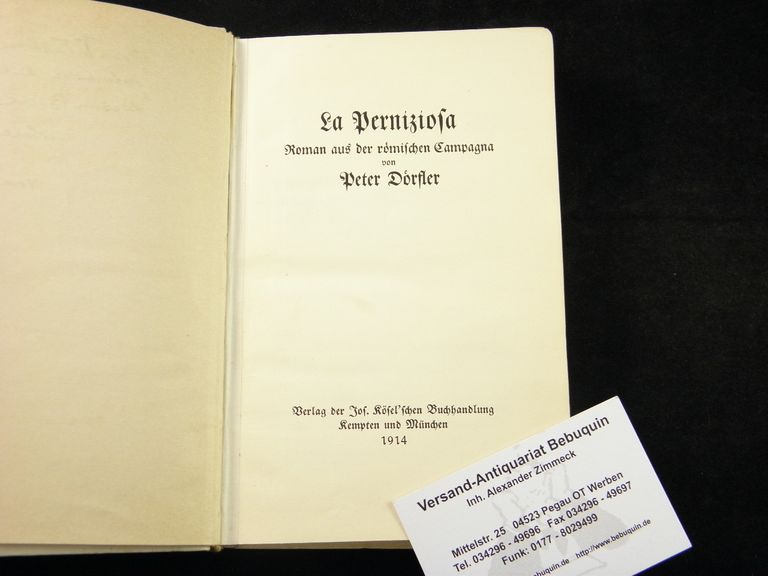 La Perniziosa
Roman aus der römischen Campagna
von
Peter Dörfler
Verlag der Jos. Kösel'schen Buchhandlung
Kempten und München
1914
Versand-Antiquariat Bebuquin
Inh. Alexander Zimmeck
Mittelstr. 25 04523 Pegau OT Werben
Tel. 034296 - 49696 Fax 034296 - 49697
Funk: 0177 - 8029499
bebuquin.de http://www.bebuquin.de